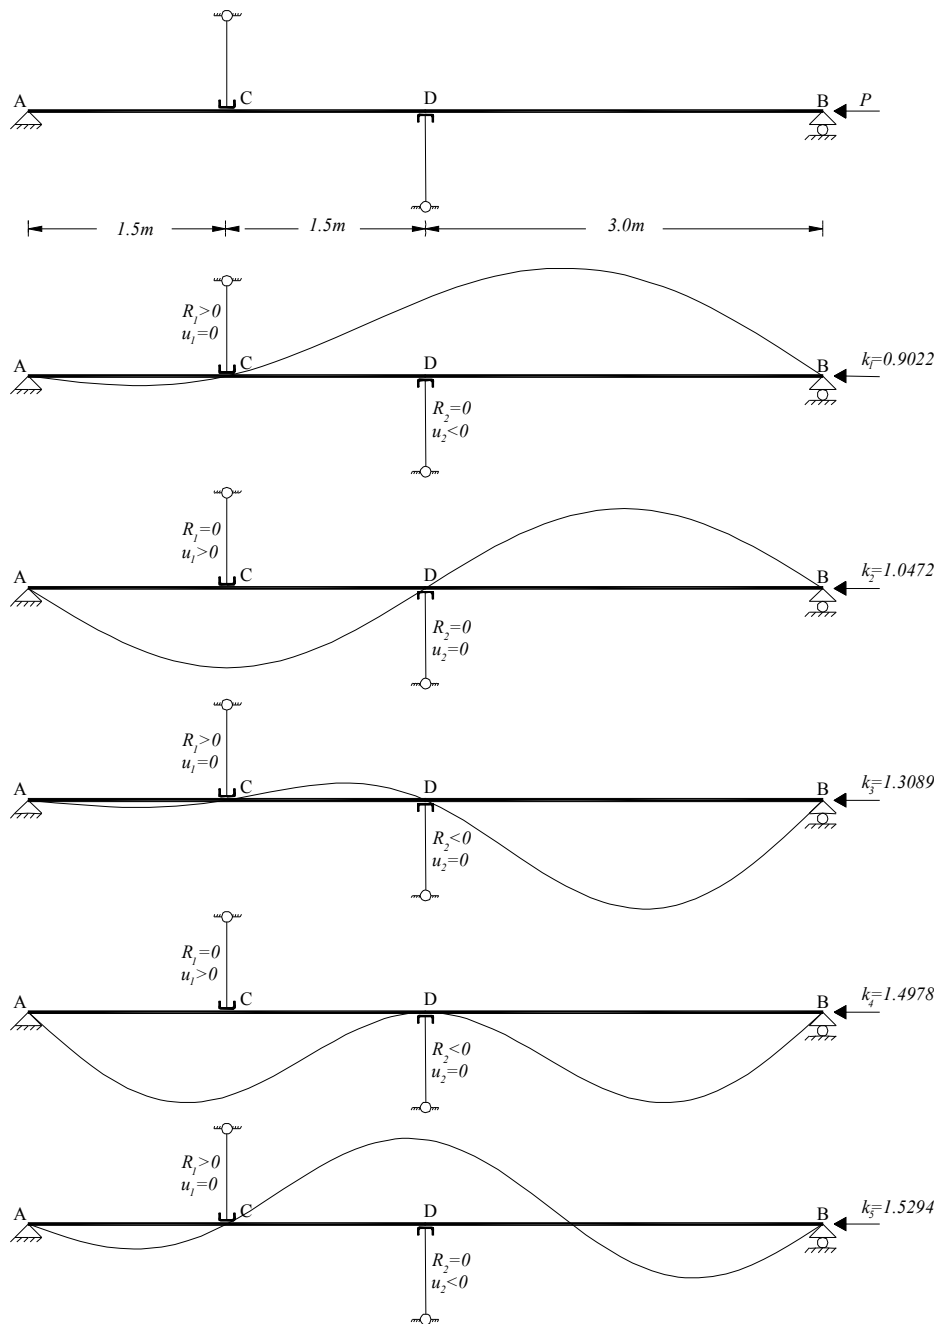 A
C
D
B
P
1.5m
1.5m
3.0m
R₁>0
u₁=0
A
C
D
B
k₁=0.9022
R₂=0
u₂<0
R₁=0
u₁>0
A
C
D
B
k₂=1.0472
R₂=0
u₂=0
R₁>0
u₁=0
A
C
D
B
k₃=1.3089
R₂<0
u₂=0
R₁=0
u₁>0
A
C
D
B
k₄=1.4978
R₂<0
u₂=0
R₁>0
u₁=0
A
C
D
B
k₅=1.5294
R₂=0
u₂<0